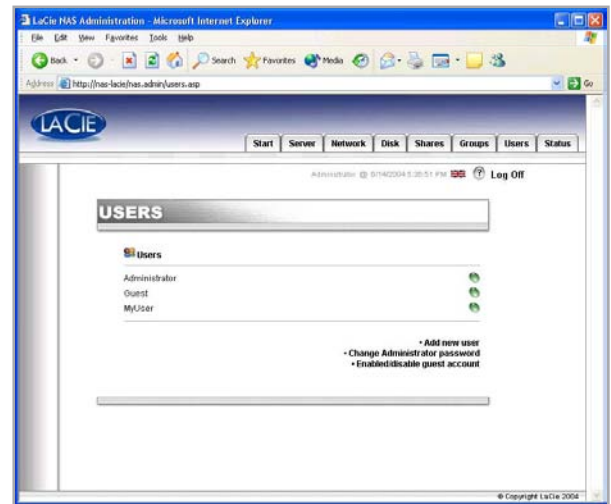 LaCie NAS Administration - Microsoft Internet Explorer
File Edit View Favorites Tools Help
Back Search Favorites Media
Address http://nas-lacie/nas.admin/users.asp Go
LACIE
Start Server Network Disk Shares Groups Users Status
Administrator @ PM ? Log Off
USERS
Users
Administrator
Guest
MyUser
• Add new user
• Change Administrator password
• Enabled/disable guest account
© Copyright LaCie 2004